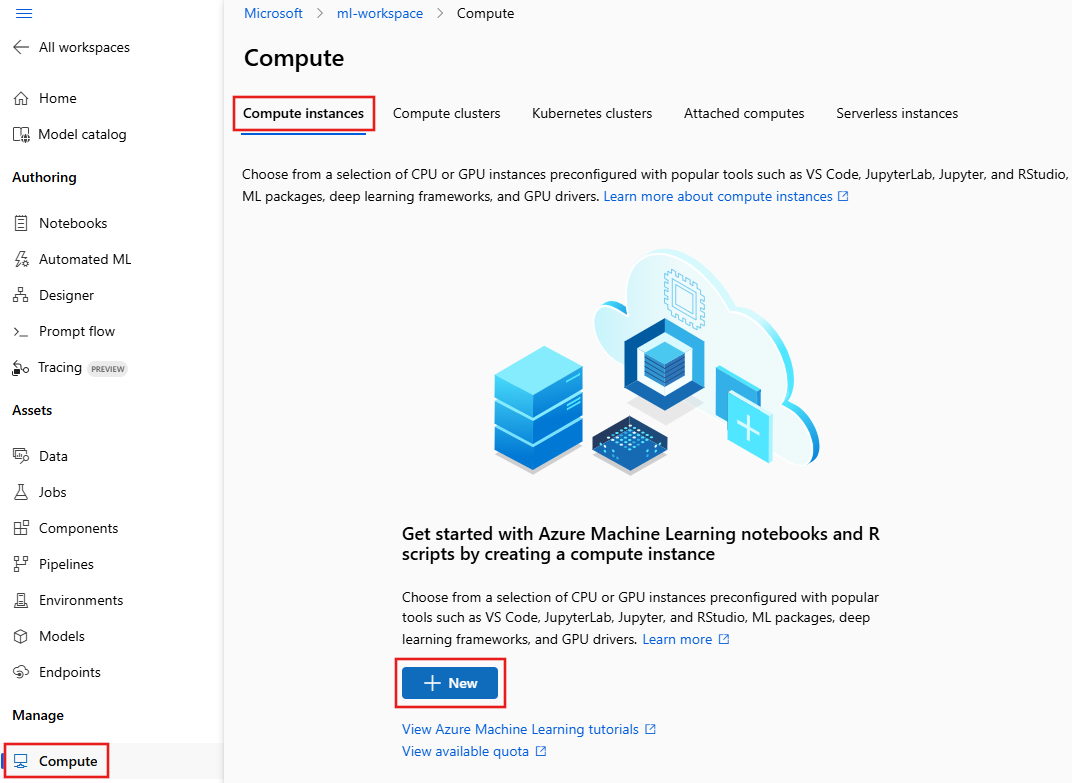 All workspaces
Home
Model catalog
Authoring
Notebooks
Automated ML
Designer
Prompt flow
Tracing PREVIEW
Assets
Data
Jobs
Components
Pipelines
Environments
Models
Endpoints
Manage
Compute
Microsoft > ml-workspace > Compute
Compute
Compute instances Compute clusters Kubernetes clusters Attached computes Serverless instances
Choose from a selection of CPU or GPU instances preconfigured with popular tools such as VS Code, JupyterLab, Jupyter, and RStudio,
ML packages, deep learning frameworks, and GPU drivers. Learn more about compute instances
Get started with Azure Machine Learning notebooks and R
scripts by creating a compute instance
Choose from a selection of CPU or GPU instances preconfigured with popular
tools such as VS Code, JupyterLab, Jupyter, and RStudio, ML packages, deep
learning frameworks, and GPU drivers. Learn more
New
View Azure Machine Learning tutorials
View available quota